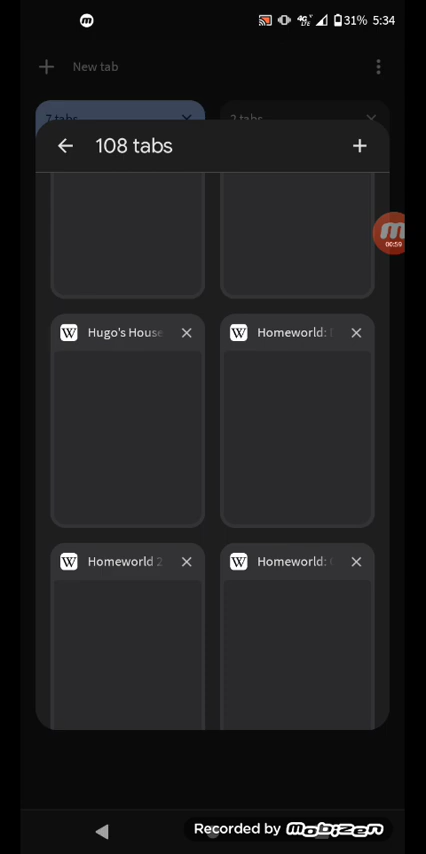 31% 5:34
New tab
7 tabs
2 tabs
108 tabs
00:59
W Hugo's House
W Homeworld:
W Homeworld 2
W Homeworld:
Recorded by mobizen